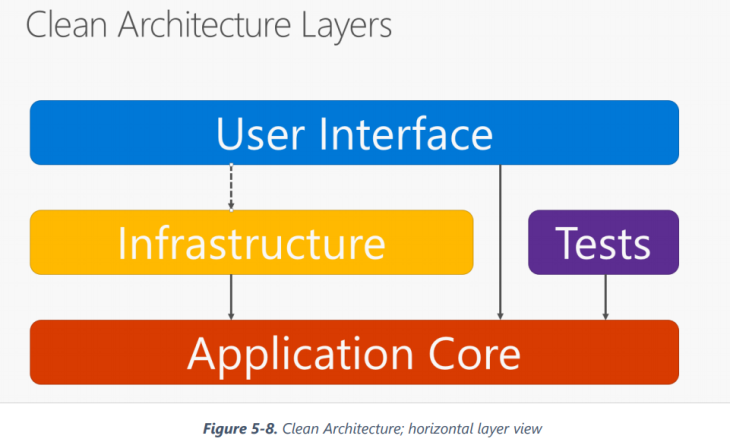 Clean Architecture Layers
User Interface
Infrastructure
Tests
Application Core
Figure 5-8. Clean Architecture; horizontal layer view